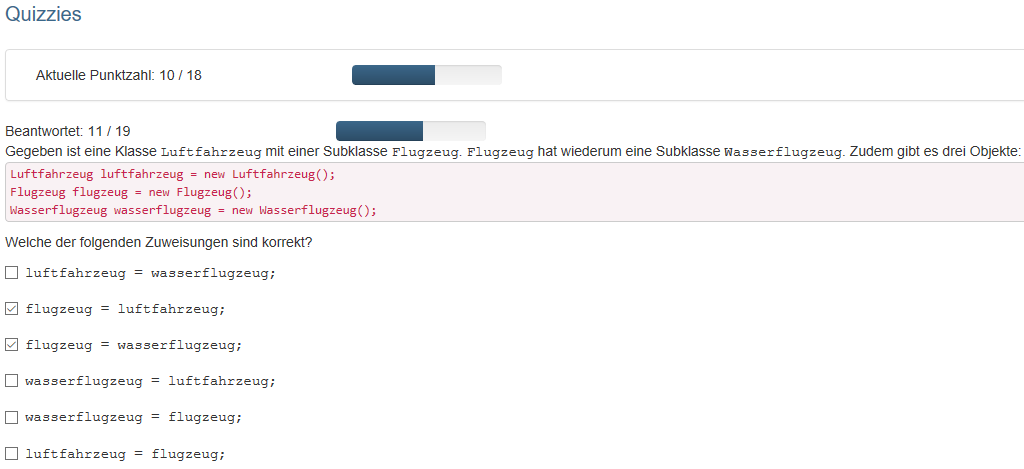 Quizzies
Aktuelle Punktzahl: 10 / 18
Beantwortet: 11 / 19
Gegeben ist eine Klasse Luftfahrzeug mit einer Subklasse Flugzeug. Flugzeug hat wiederum eine Subklasse Wasserflugzeug. Zudem gibt es drei Objekte:
Luftfahrzeug luftfahrzeug = new Luftfahrzeug();
Flugzeug flugzeug = new Flugzeug();
Wasserflugzeug wasserflugzeug = new Wasserflugzeug();
Welche der folgenden Zuweisungen sind korrekt?
luftfahrzeug = wasserflugzeug;
flugzeug = luftfahrzeug;
flugzeug = wasserflugzeug;
wasserflugzeug = luftfahrzeug;
wasserflugzeug = flugzeug;
luftfahrzeug = flugzeug;